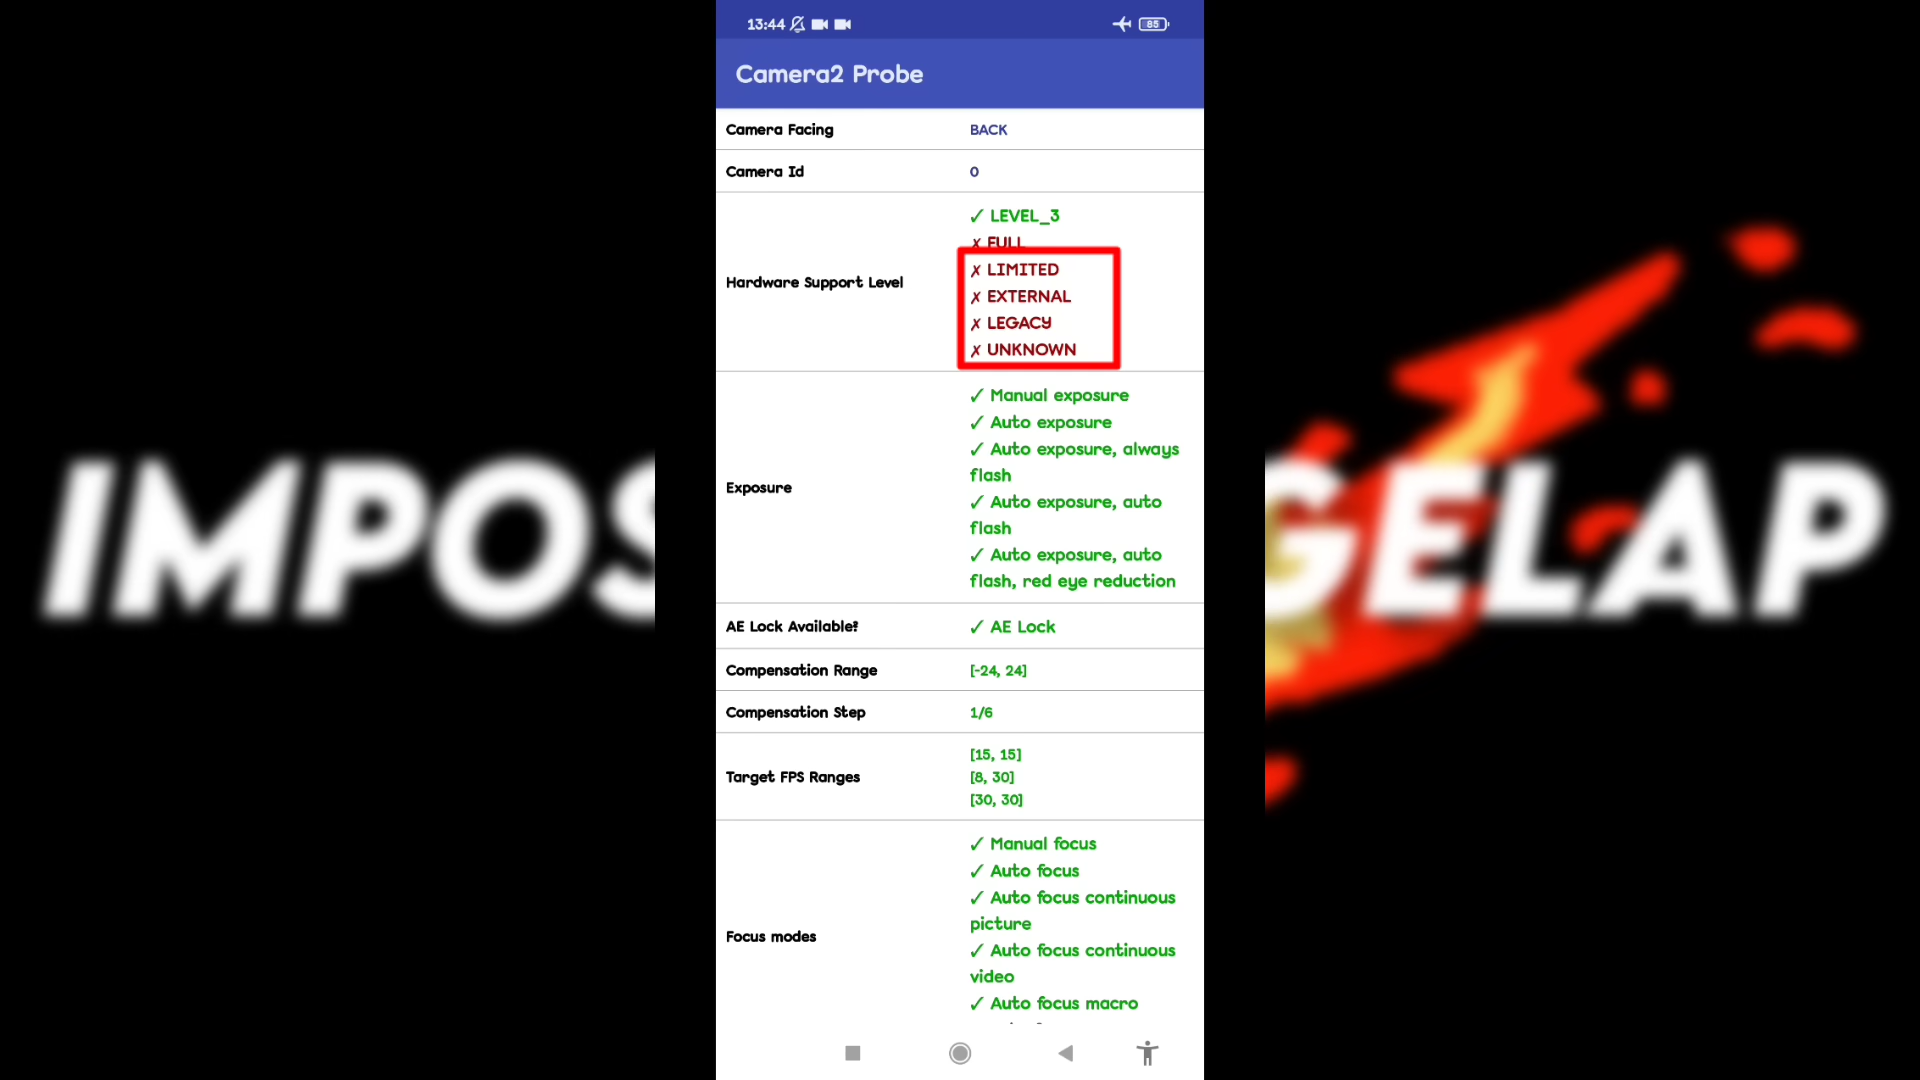 13:44
85
Camera2 Probe
Camera Facing BACK
Camera Id 0
Hardware Support Level
✓ LEVEL_3
✗ FULL
✗ LIMITED
✗ EXTERNAL
✗ LEGACY
✗ UNKNOWN
Exposure
✓ Manual exposure
✓ Auto exposure
✓ Auto exposure, always
flash
✓ Auto exposure, auto
flash
✓ Auto exposure, auto
flash, red eye reduction
AE Lock Available? ✓ AE Lock
Compensation Range [-24, 24]
Compensation Step 1/6
Target FPS Ranges
[15, 15]
[8, 30]
[30, 30]
Focus modes
✓ Manual focus
✓ Auto focus
✓ Auto focus continuous
picture
✓ Auto focus continuous
video
✓ Auto focus macro
IMPOS
GELAP